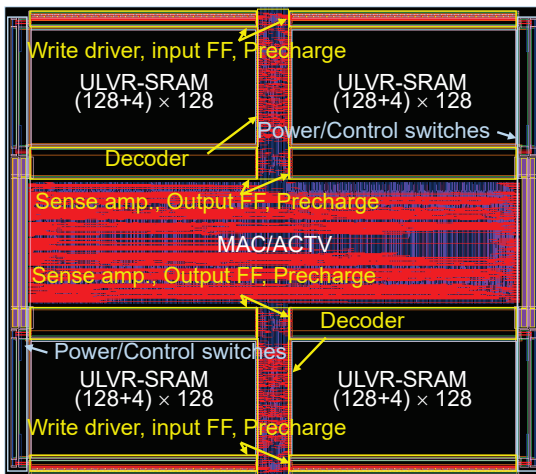 Write driver, input FF, Precharge
ULVR-SRAM ULVR-SRAM
(128+4) × 128 (128+4) × 128
Power/Control switches
Decoder
Sense amp., Output FF, Precharge
MAC/ACTV
Sense amp., Output FF, Precharge
Decoder
Power/Control switches
ULVR-SRAM ULVR-SRAM
(128+4) × 128 (128+4) × 128
Write driver, input FF, Precharge